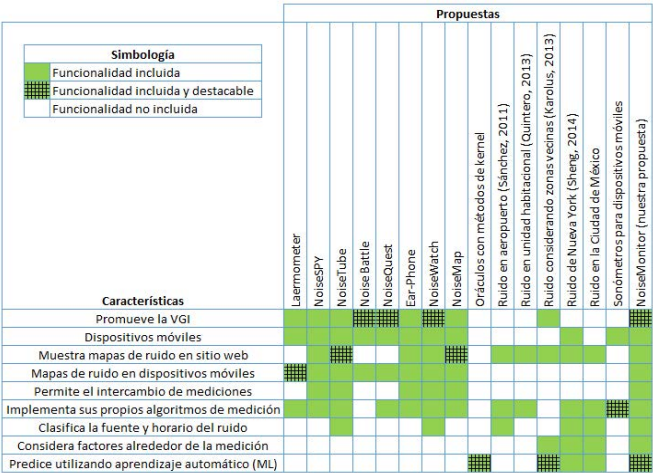 Propuestas
Simbología
Funcionalidad incluida
Funcionalidad incluida y destacable
Funcionalidad no incluida
Características
Laermometer
NoiseSPY
NoiseTube
Noise Battle
NoiseQuest
Ear-Phone
NoiseWatch
NoiseMap
Oráculos con métodos de kernel
Ruido en aeropuerto (Sánchez, 2011)
Ruido en unidad habitacional (Quintero, 2013)
Ruido considerando zonas vecinas (Karolus, 2013)
Ruido de Nueva York (Sheng, 2014)
Ruido en la Ciudad de México
Sonómetros para dispositivos móviles
NoiseMonitor (nuestra propuesta)
Promueve la VGI
Dispositivos móviles
Muestra mapas de ruido en sitio web
Mapas de ruido en dispositivos móviles
Permite el intercambio de mediciones
Implementa sus propios algoritmos de medición
Clasifica la fuente y horario del ruido
Considera factores alrededor de la medición
Predice utilizando aprendizaje automático (ML)